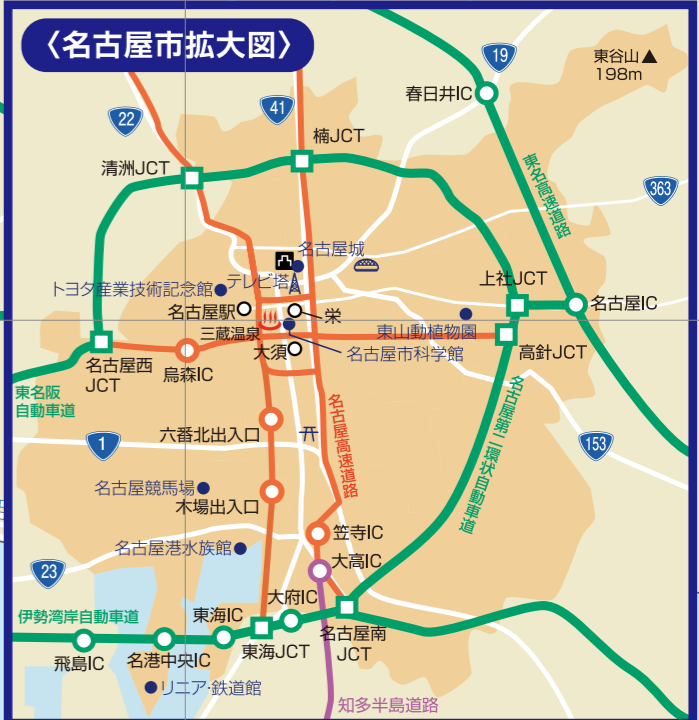 〈名古屋市拡大図〉
19
東谷山▲
198m
春日井IC
22
41
楠JCT
清洲JCT
東名高速道路
363
名古屋城
トヨタ産業技術記念館
テレビ塔
上社JCT
名古屋駅
栄
名古屋IC
三蔵温泉
東山動植物園
大須
名古屋市科学館
高針JCT
名古屋西
JCT
烏森IC
東名阪
自動車道
名古屋第二環状自動車道
名古屋高速道路
六番北出入口
1
153
名古屋競馬場
木場出入口
笠寺IC
名古屋港水族館
大高IC
23
大府IC
伊勢湾岸自動車道
東海IC
名古屋南
JCT
東海JCT
飛島IC
名港中央IC
リニア・鉄道館
知多半島道路